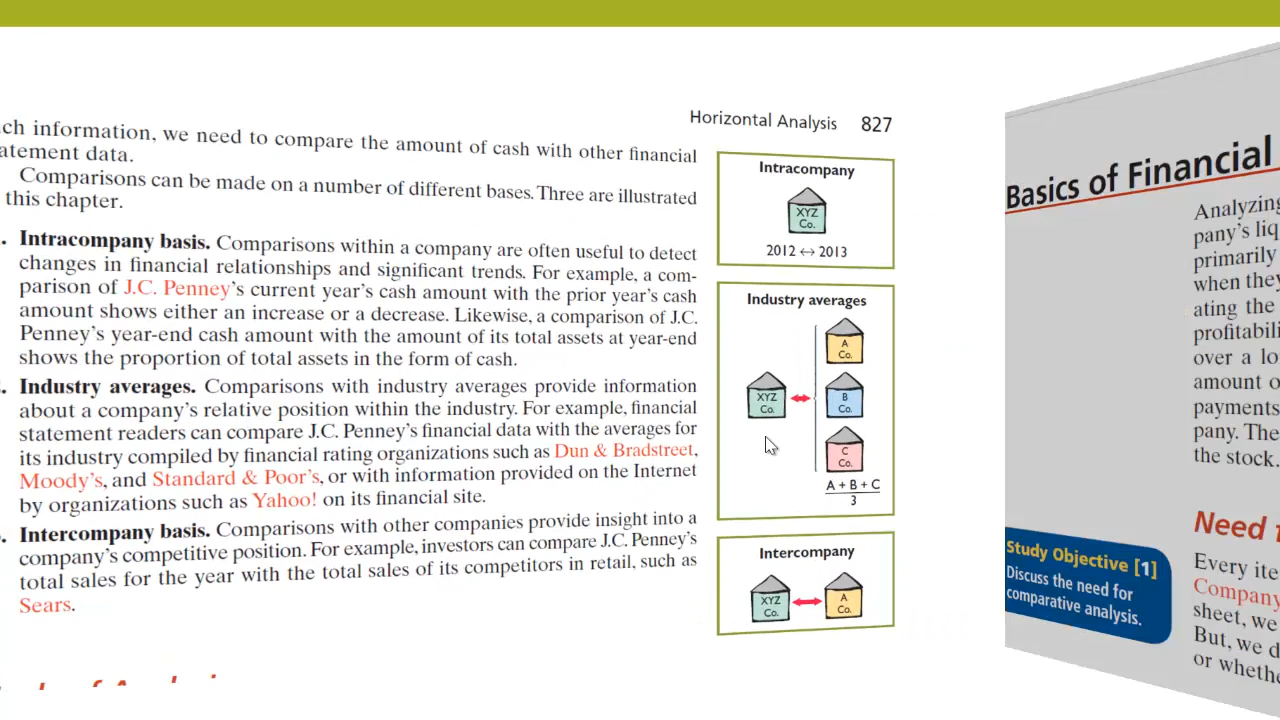 Horizontal Analysis 827
ch information, we need to compare the amount of cash with other financial
atement data.
Comparisons can be made on a number of different bases. Three are illustrated
this chapter.
Intracompany basis. Comparisons within a company are often useful to detect
changes in financial relationships and significant trends. For example, a com-
parison of J.C. Penney's current year's cash amount with the prior year's cash
amount shows either an increase or a decrease. Likewise, a comparison of J.C.
Penney's year-end cash amount with the amount of its total assets at year-end
shows the proportion of total assets in the form of cash.
Industry averages. Comparisons with industry averages provide information
about a company's relative position within the industry. For example, financial
statement readers can compare J.C. Penney's financial data with the averages for
its industry compiled by financial rating organizations such as Dun & Bradstreet,
Moody's, and Standard & Poor's, or with information provided on the Internet
by organizations such as Yahoo! on its financial site.
Intercompany basis. Comparisons with other companies provide insight into a
company's competitive position. For example, investors can compare J.C. Penney's
total sales for the year with the total sales of its competitors in retail, such as
Sears.
Intracompany
XYZ
Co.
2012 ↔ 2013
Industry averages
A
Co.
XYZ
Co.
B
Co.
C
Co.
A + B + C
3
Intercompany
XYZ
Co.
A
Co.
Basics of Financial
Analyzing
pany's liq
primarily
when they
ating the
profitabili
over a lo
amount o
payments
pany. The
the stock.
Need f
Study Objective [1]
Discuss the need for
comparative analysis.
Every ite
Company
sheet, we
But, we d
or whethe